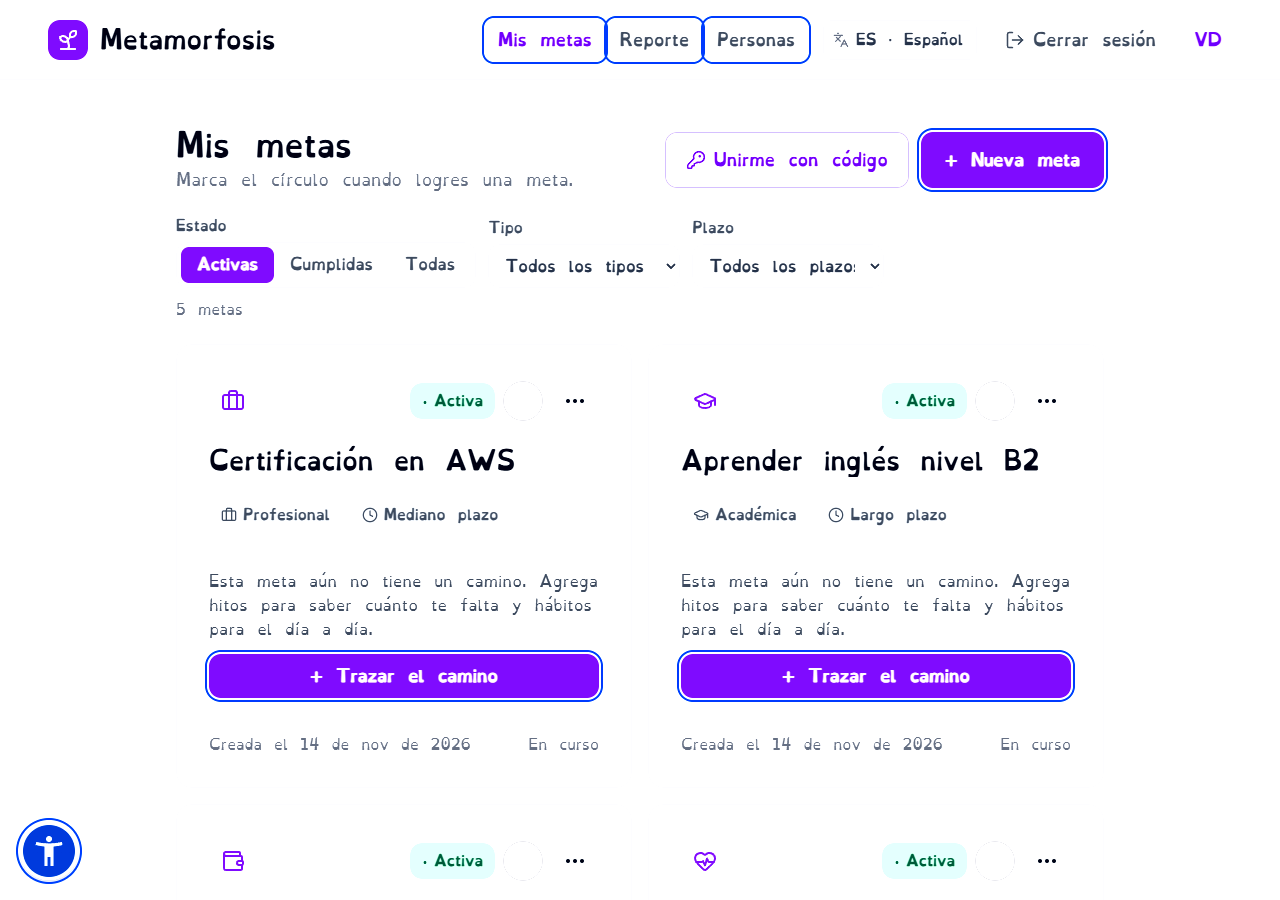 Metamorfosis
Mis metas
Reporte
Personas
ES · Español
Cerrar sesión
VD
Mis metas
Marca el círculo cuando logres una meta.
Unirme con código
+ Nueva meta
Estado
Tipo
Plazo
Activas
Cumplidas
Todas
Todos los tipos
Todos los plazos
5 metas
· Activa
· Activa
Certificación en AWS
Aprender inglés nivel B2
Profesional
Mediano plazo
Académica
Largo plazo
Esta meta aún no tiene un camino. Agrega
hitos para saber cuánto te falta y hábitos
para el día a día.
Esta meta aún no tiene un camino. Agrega
hitos para saber cuánto te falta y hábitos
para el día a día.
+ Trazar el camino
+ Trazar el camino
Creada el 14 de nov de 2026
En curso
Creada el 14 de nov de 2026
En curso
· Activa
· Activa